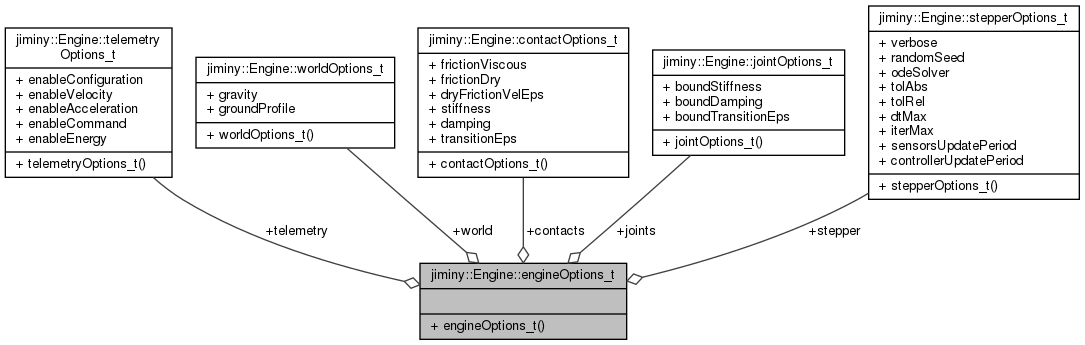 jiminy::Engine::telemetry
Options_t
+ enableConfiguration
+ enableVelocity
+ enableAcceleration
+ enableCommand
+ enableEnergy
+ telemetryOptions_t()
jiminy::Engine::worldOptions_t
+ gravity
+ groundProfile
+ worldOptions_t()
jiminy::Engine::contactOptions_t
+ frictionViscous
+ frictionDry
+ dryFrictionVelEps
+ stiffness
+ damping
+ transitionEps
+ contactOptions_t()
jiminy::Engine::jointOptions_t
+ boundStiffness
+ boundDamping
+ boundTransitionEps
+ jointOptions_t()
jiminy::Engine::stepperOptions_t
+ verbose
+ randomSeed
+ odeSolver
+ tolAbs
+ tolRel
+ dtMax
+ iterMax
+ sensorsUpdatePeriod
+ controllerUpdatePeriod
+ stepperOptions_t()
+telemetry
+world
+contacts
+joints
+stepper
jiminy::Engine::engineOptions_t
+ engineOptions_t()